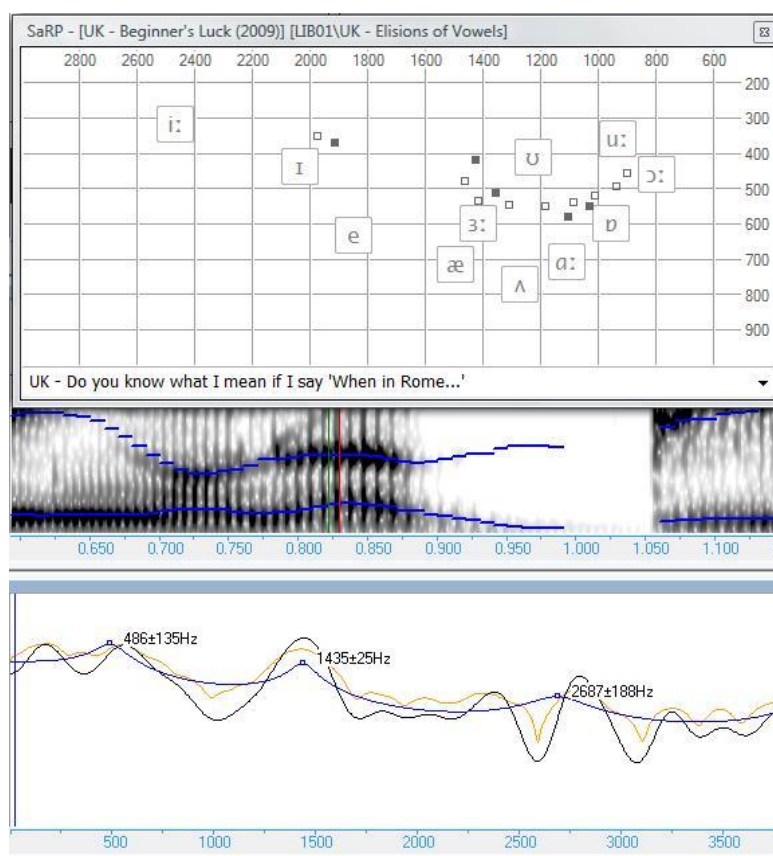 SaRP - [UK - Beginner's Luck (2009)] [LIB01\UK - Elisions of Vowels]
2800 2600 2400 2200 2000 1800 1600 1400 1200 1000 800 600
200
iː
300
uː
400
ɪ
ʊ
ɔː
500
ɜː
ɒ
600
e
æ
ɑː
700
ʌ
800
900
UK - Do you know what I mean if I say 'When in Rome...'
0.650 0.700 0.750 0.800 0.850 0.900 0.950 1.000 1.050 1.100
486±135Hz
1435±25Hz
2687±188Hz
500 1000 1500 2000 2500 3000 3500